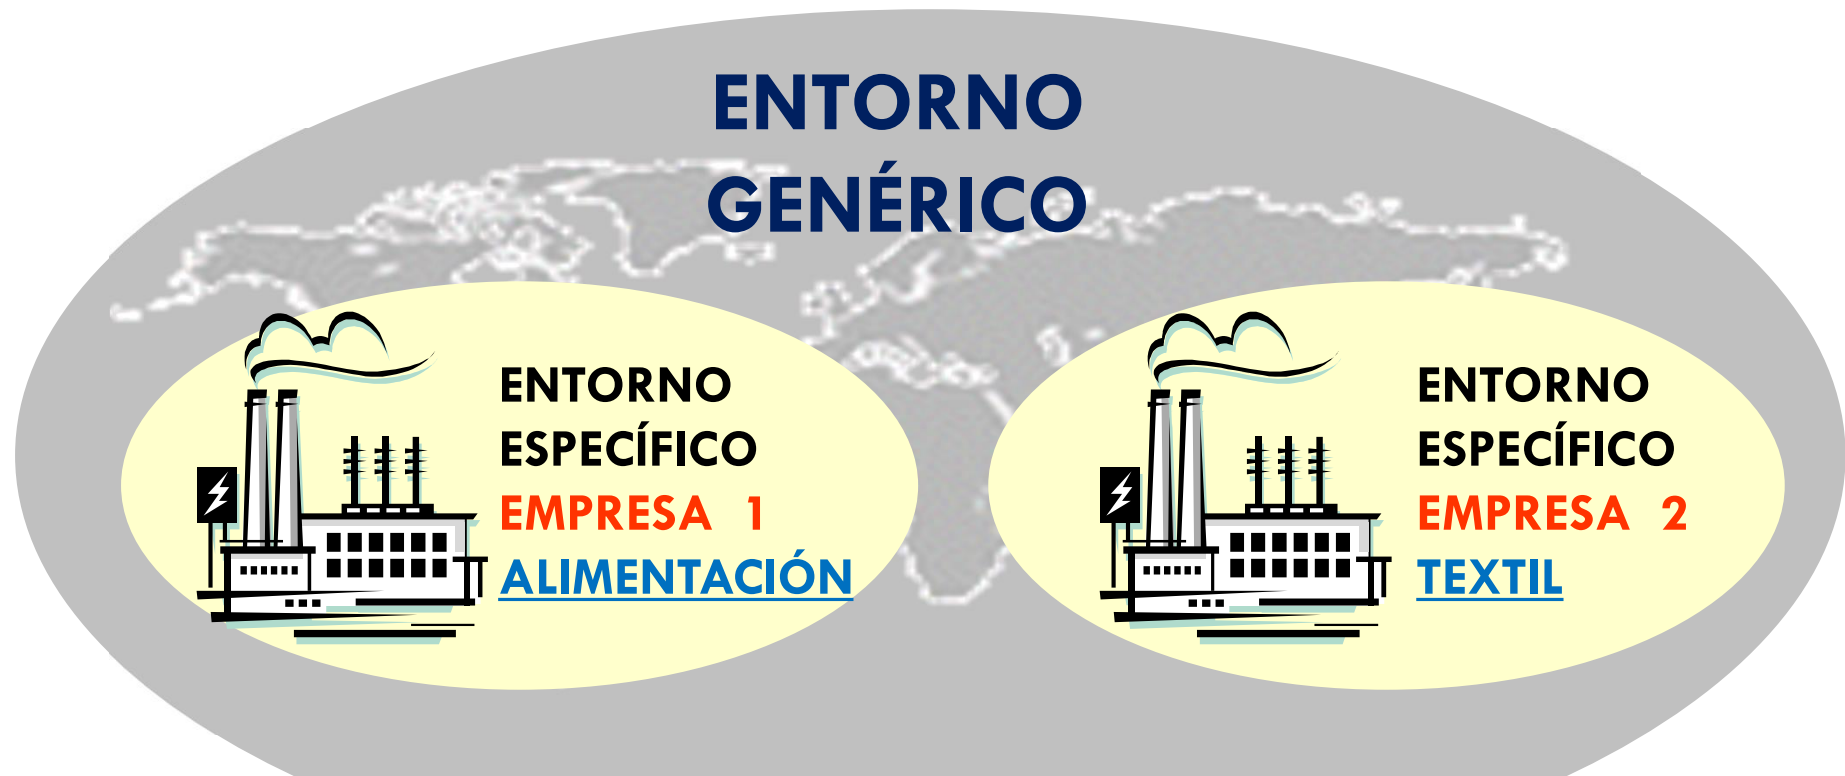 ENTORNO
GENÉRICO
ENTORNO
ESPECÍFICO
EMPRESA 1
ALIMENTACIÓN
ENTORNO
ESPECÍFICO
EMPRESA 2
TEXTIL